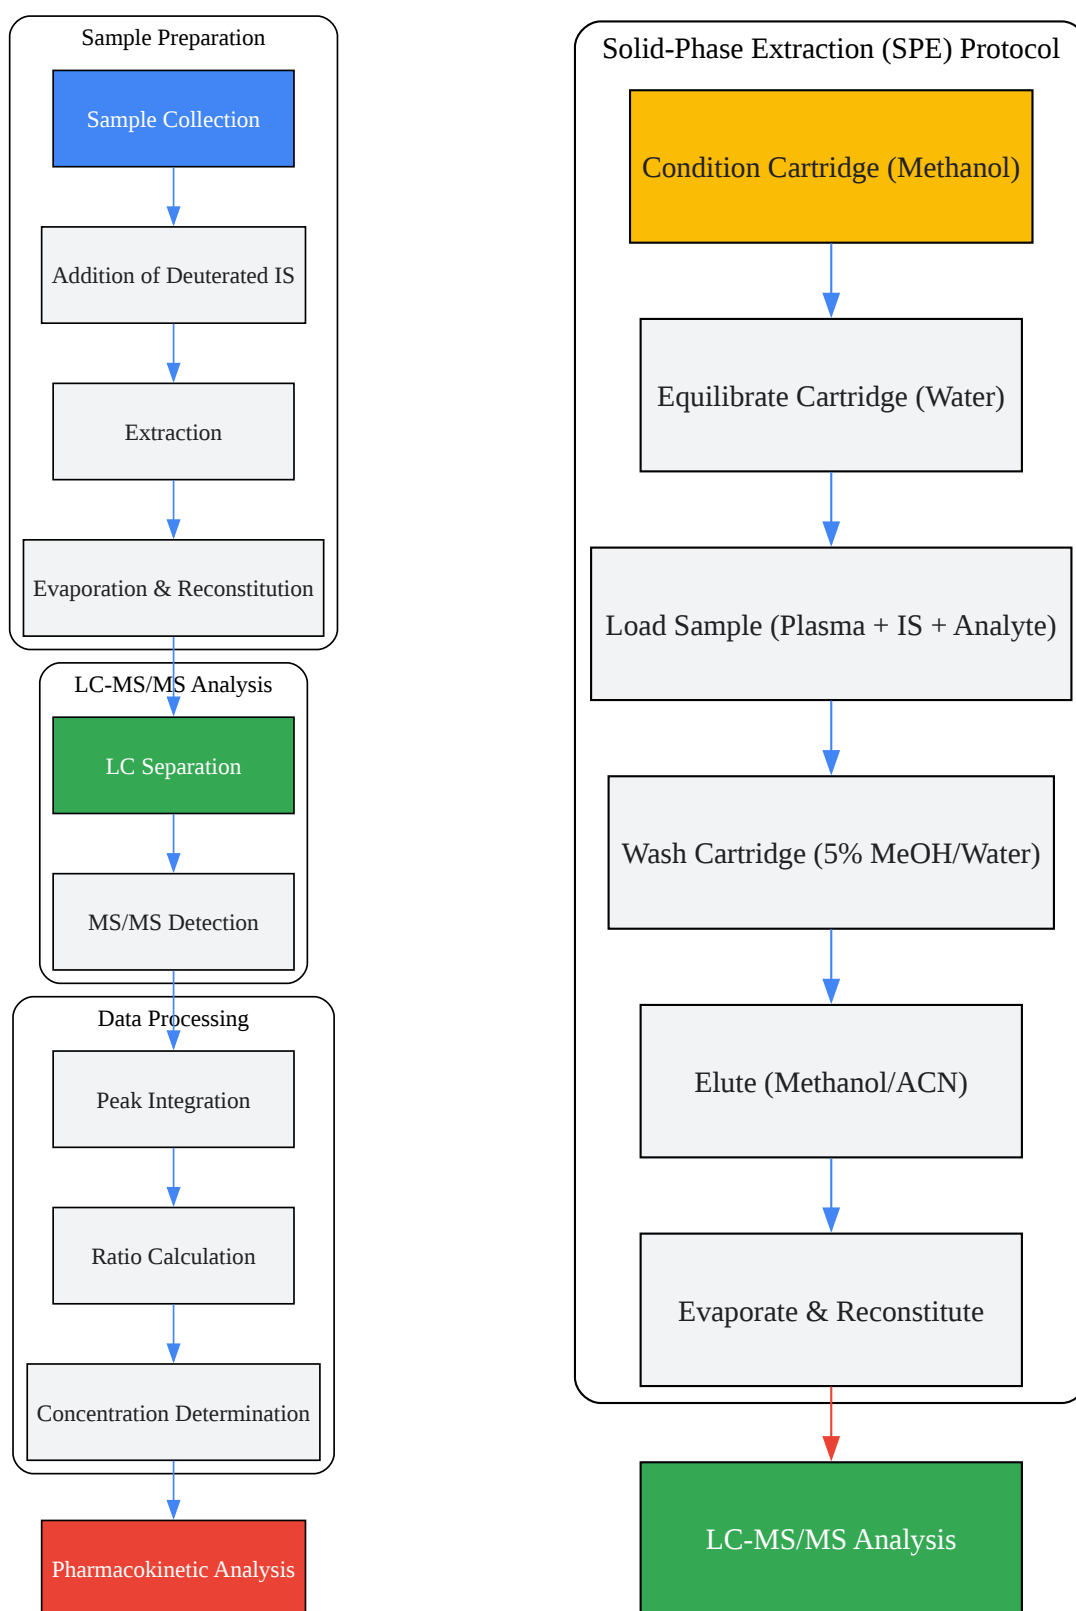 Sample Preparation
Sample Collection
Addition of Deuterated IS
Extraction
Evaporation & Reconstitution
LC-MS/MS Analysis
LC Separation
MS/MS Detection
Data Processing
Peak Integration
Ratio Calculation
Concentration Determination
Pharmacokinetic Analysis
Solid-Phase Extraction (SPE) Protocol
Condition Cartridge (Methanol)
Equilibrate Cartridge (Water)
Load Sample (Plasma + IS + Analyte)
Wash Cartridge (5% MeOH/Water)
Elute (Methanol/ACN)
Evaporate & Reconstitute
LC-MS/MS Analysis